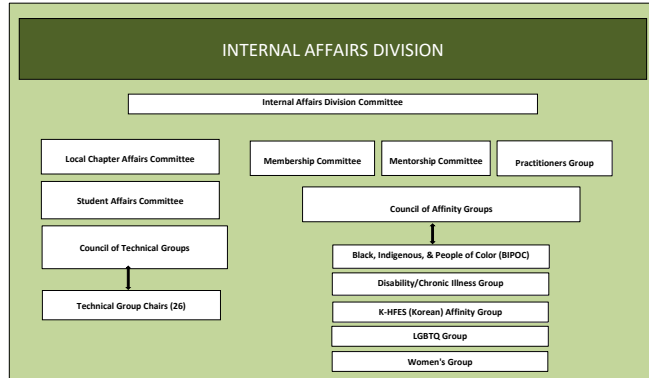 INTERNAL AFFAIRS DIVISION
Internal Affairs Division Committee
Local Chapter Affairs Committee
Membership Committee
Mentorship Committee
Practitioners Group
Student Affairs Committee
Council of Affinity Groups
Council of Technical Groups
Black, Indigenous, & People of Color (BIPOC)
Disability/Chronic Illness Group
Technical Group Chairs (26)
K-HFES (Korean) Affinity Group
LGBTQ Group
Women's Group